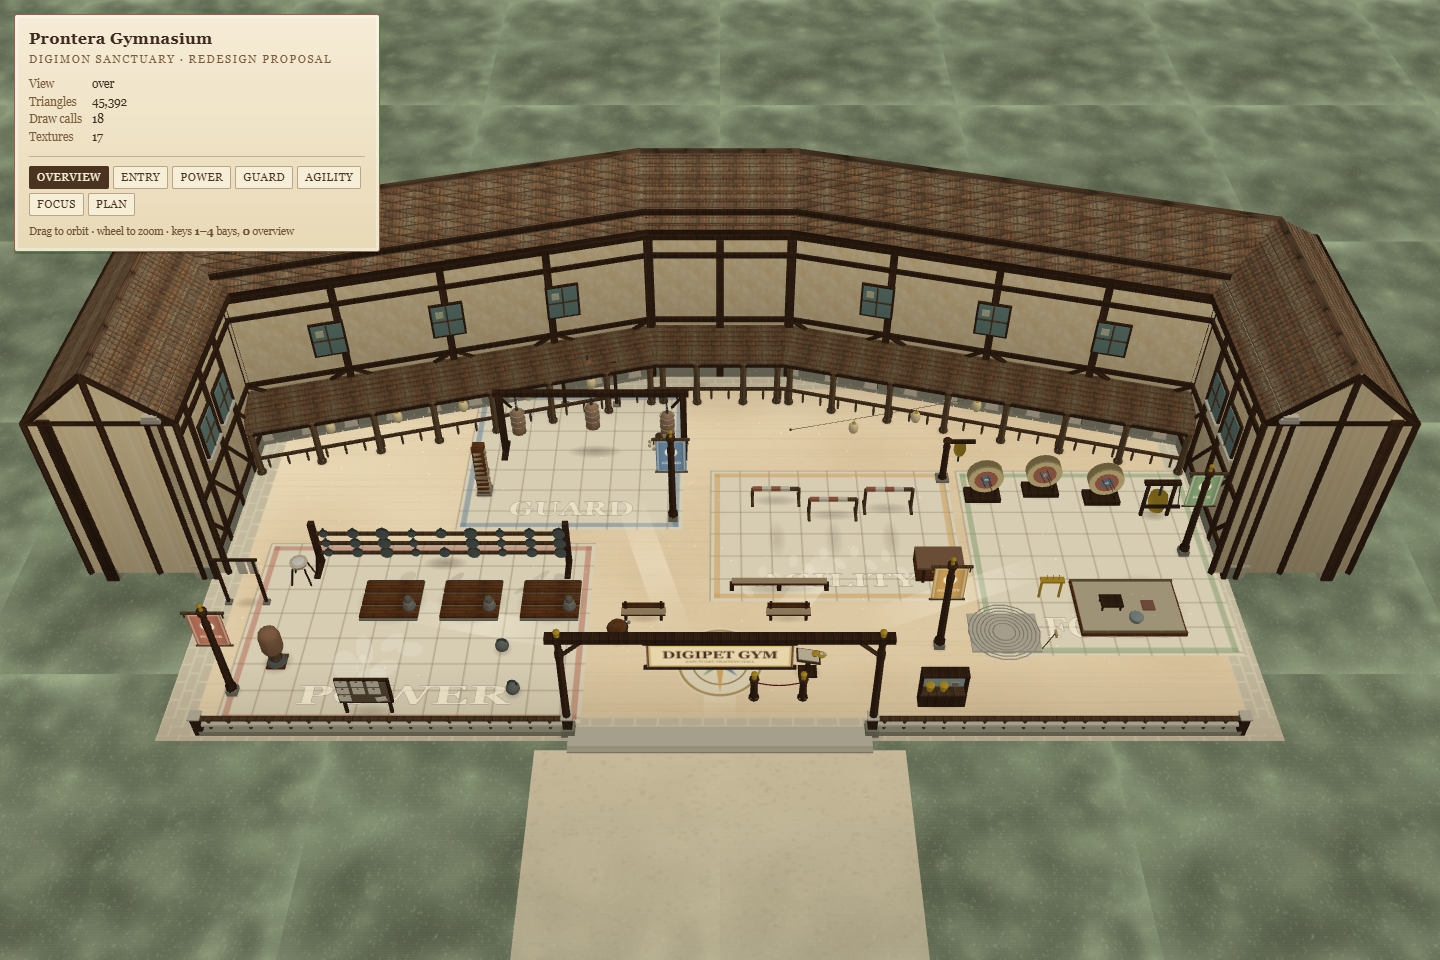 Prontera Gymnasium
DIGIMON SANCTUARY · REDESIGN PROPOSAL
View over
Triangles 45,392
Draw calls 18
Textures 17
OVERVIEW ENTRY POWER GUARD AGILITY
FOCUS PLAN
Drag to orbit · wheel to zoom · keys 1–4 bays, 0 overview
GUARD
AGILITY
DIGIPET GYM
POWER